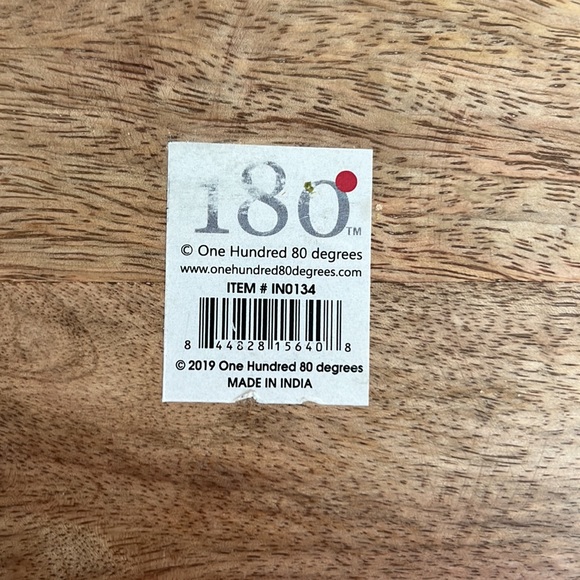 180
TM
© One Hundred 80 degrees
www.onehundred80degrees.com
ITEM # IN0134
8 44828 15640 8
© 2019 One Hundred 80 degrees
MADE IN INDIA